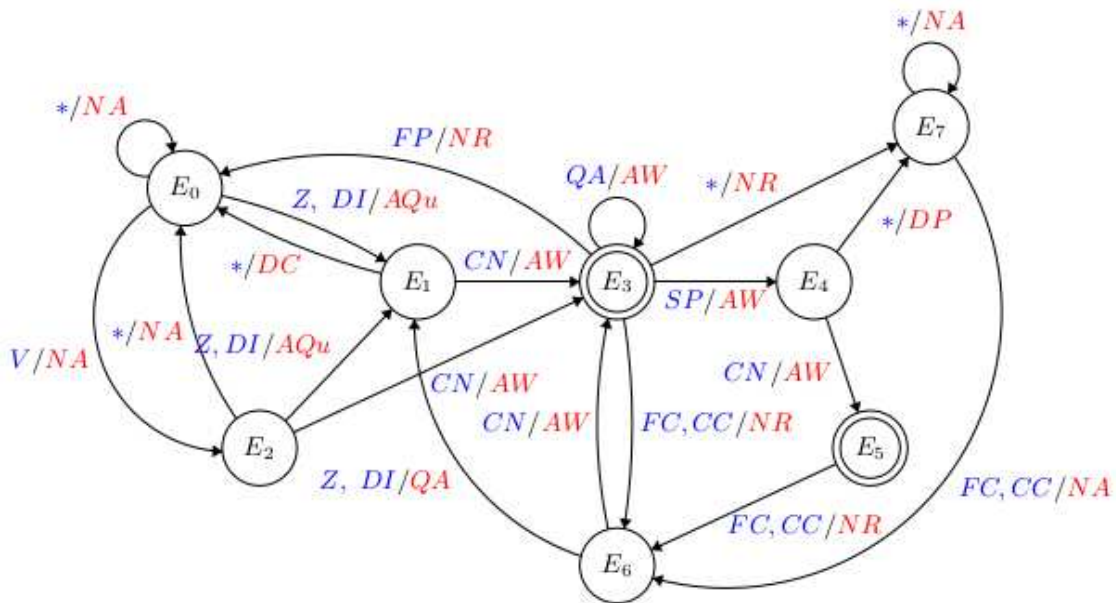 */NA
*/NA
E7
FP/NR
E0
QA/AW
*/NR
Z, DI/AQu
*/DP
*/DC
CN/AW
E1
E3
SP/AW
E4
V/NA
*/NA
Z, DI/AQu
CN/AW
CN/AW
CN/AW
FC, CC/NR
E2
E5
Z, DI/QA
FC, CC/NA
FC, CC/NR
E6